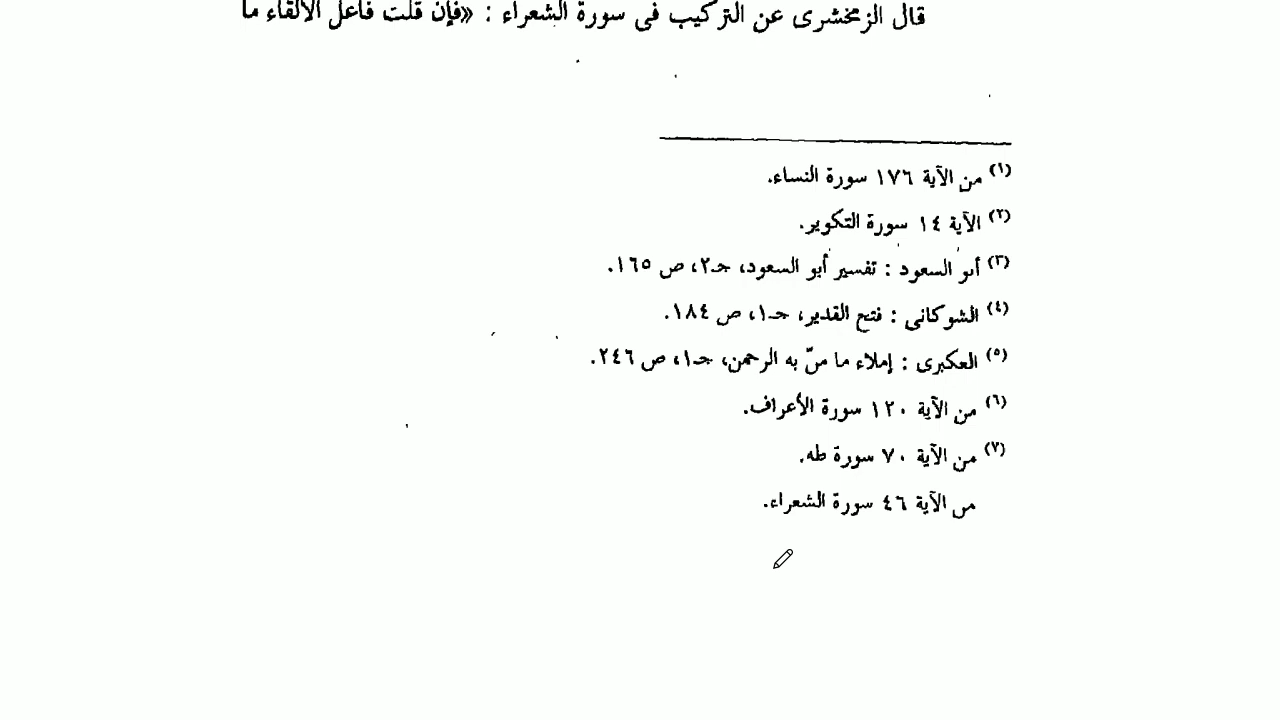 قال الزمخشرى عن التركيب فى سورة الشعراء : «فإن قلت فاعل الألقاء ما
(١) من الآية ١٧٦ سورة النساء.
(٢) الآية ١٤ سورة التكوير.
(٣) أبو السعود : تفسير أبو السعود، جـ٢، ص ١٦٥.
(٤) الشوكانى : فتح القدير، جـ١، ص ١٨٤.
(٥) العكبرى : إملاء ما منّ به الرحمن، جـ١، ص ٢٤٦.
(٦) من الآية ١٢٠ سورة الأعراف.
(٧) من الآية ٧٠ سورة طه.
من الآية ٤٦ سورة الشعراء.